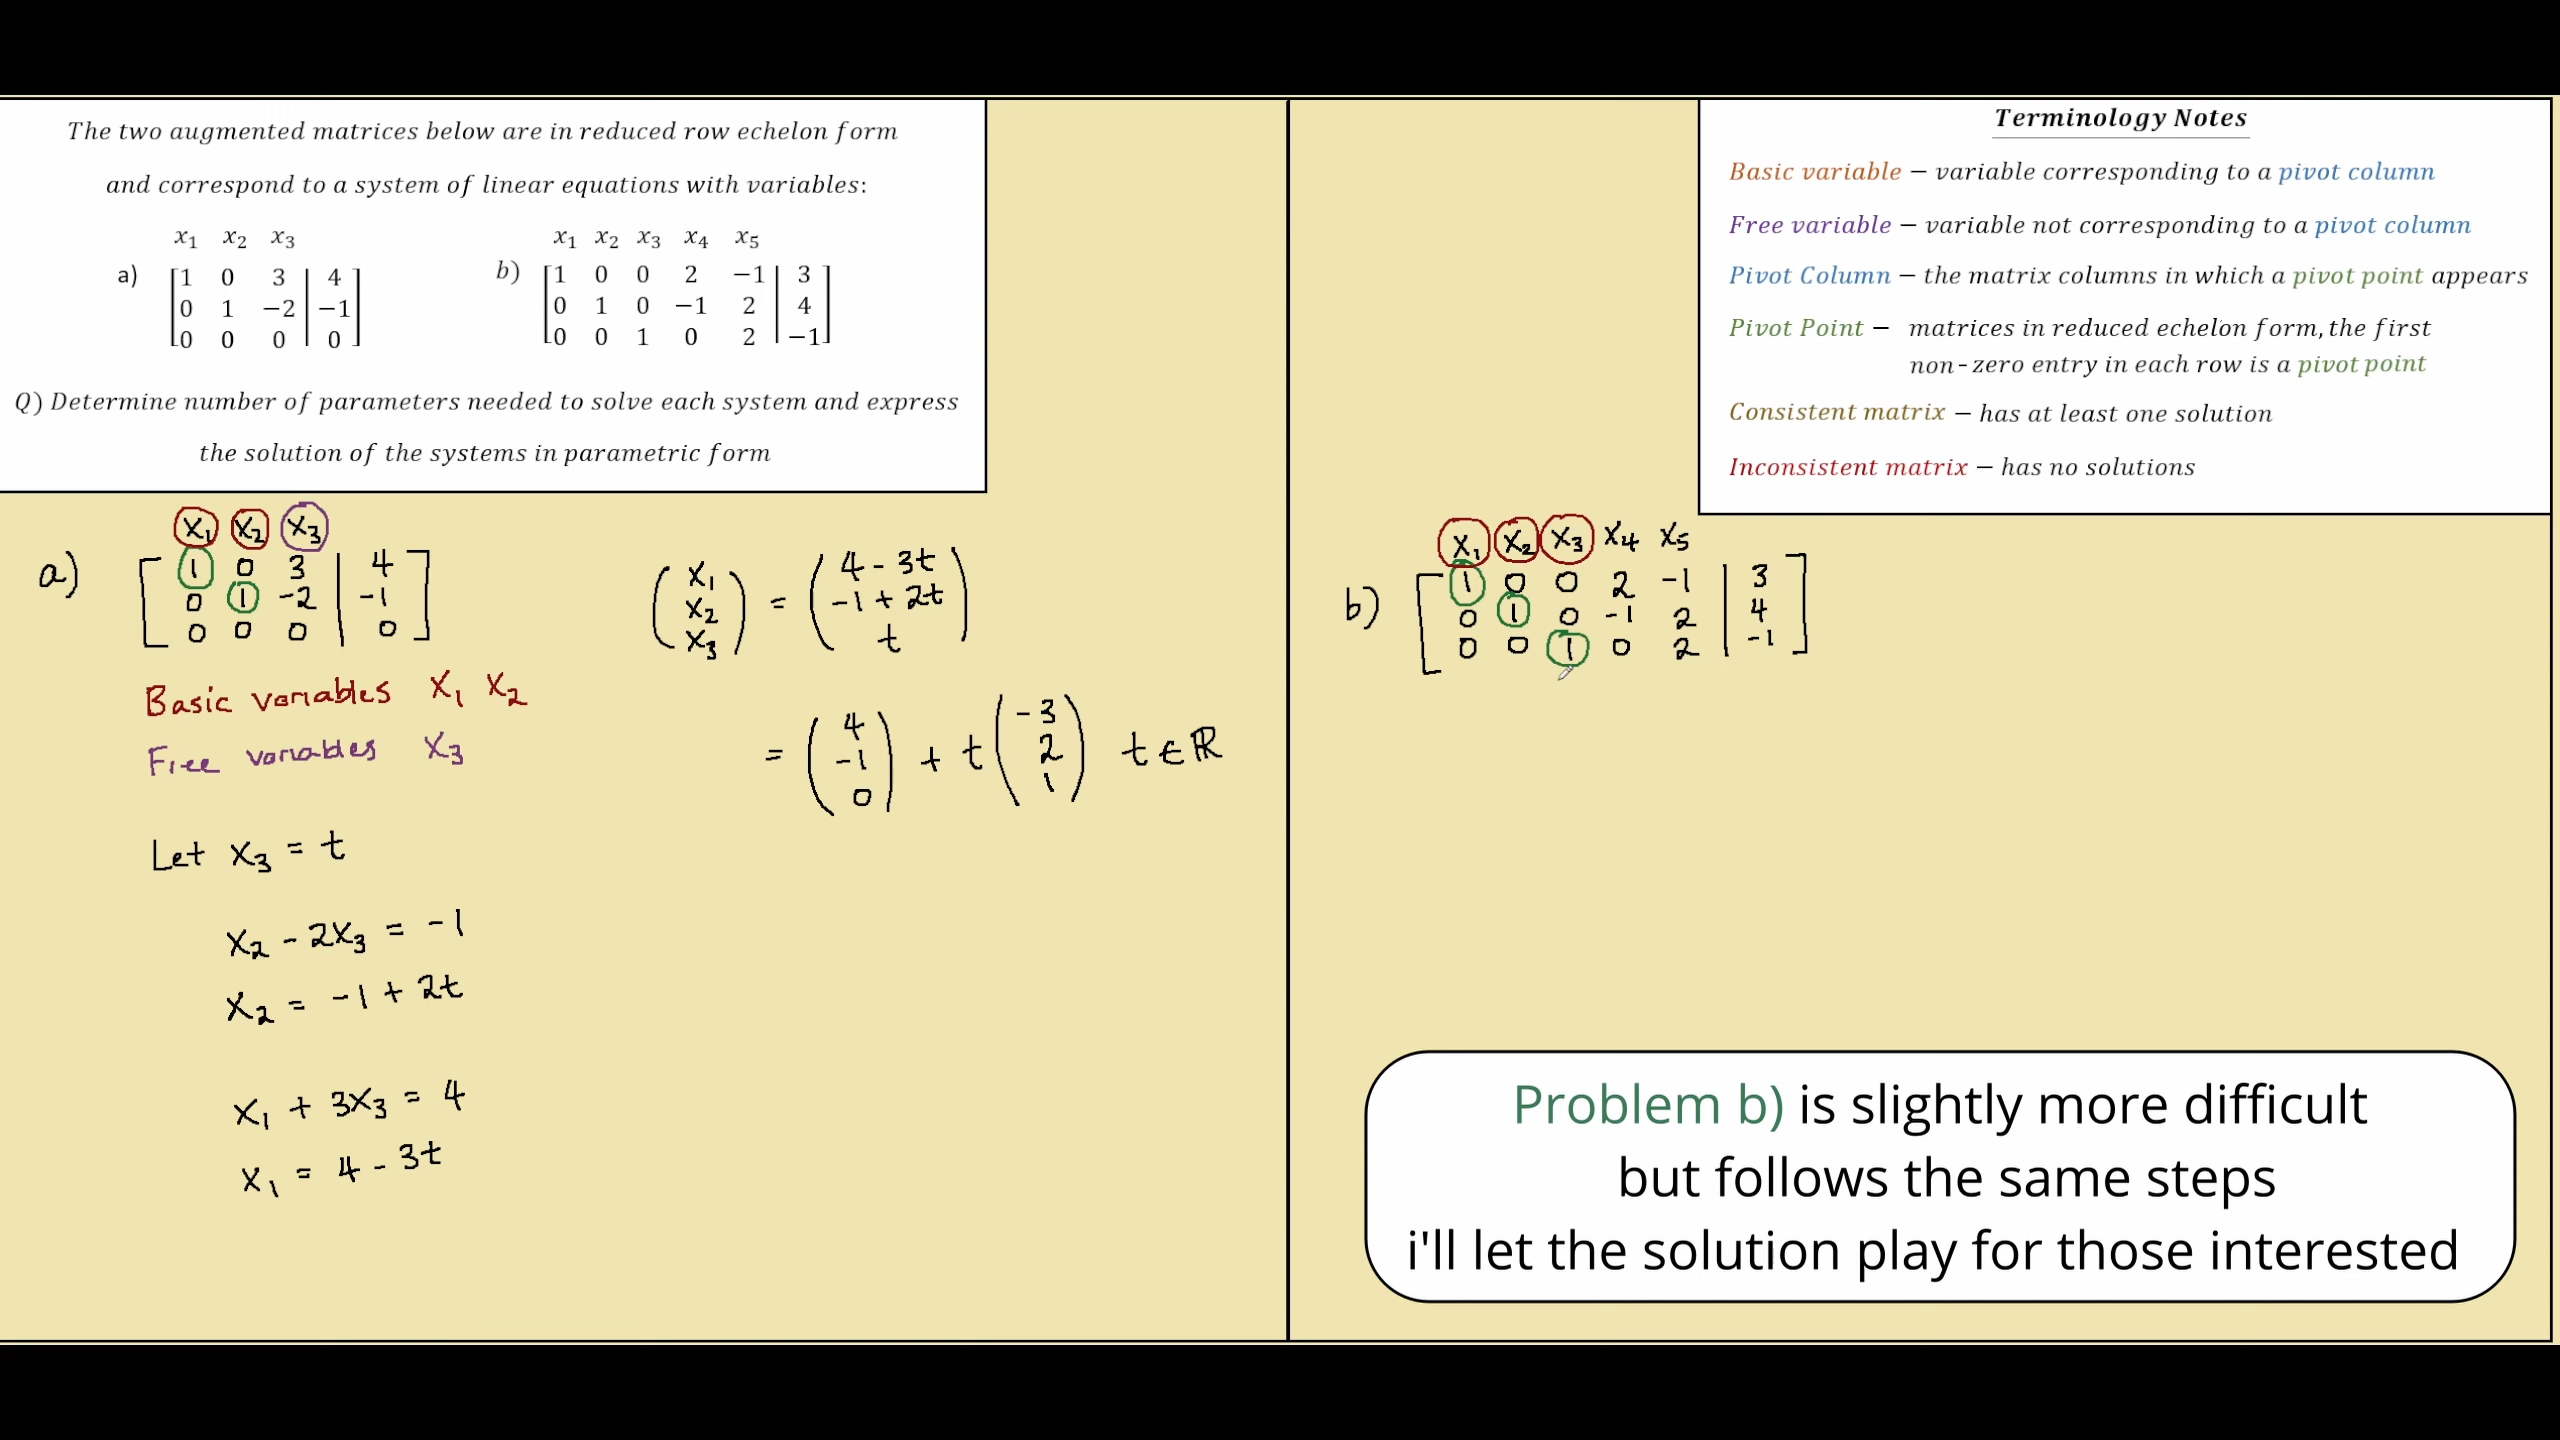 The two augmented matrices below are in reduced row echelon form
and correspond to a system of linear equations with variables:
x₁ x₂ x₃
a)
1 0 3 | 4
0 1 −2 | −1
0 0 0 | 0
x₁ x₂ x₃ x₄ x₅
b)
1 0 0 2 −1 | 3
0 1 0 −1 2 | 4
0 0 1 0 2 | −1
Q) Determine number of parameters needed to solve each system and express
the solution of the systems in parametric form
Terminology Notes
Basic variable − variable corresponding to a pivot column
Free variable − variable not corresponding to a pivot column
Pivot Column − the matrix columns in which a pivot point appears
Pivot Point − matrices in reduced echelon form, the first
non-zero entry in each row is a pivot point
Consistent matrix − has at least one solution
Inconsistent matrix − has no solutions
x₁ x₂ x₃
a)
1 0 3 | 4
0 1 -2 | -1
0 0 0 | 0
Basic variables x₁ x₂
Free variables x₃
Let x₃ = t
x₂ - 2x₃ = -1
x₂ = -1 + 2t
x₁ + 3x₃ = 4
x₁ = 4 - 3t
(x₁ x₂ x₃) = (4 - 3t -1 + 2t t)
= (4 -1 0) + t (-3 2 1) t ∈ ℝ
x₁ x₂ x₃ x₄ x₅
b)
1 0 0 2 -1 | 3
0 1 0 -1 2 | 4
0 0 1 0 2 | -1
Problem b) is slightly more difficult
but follows the same steps
i'll let the solution play for those interested